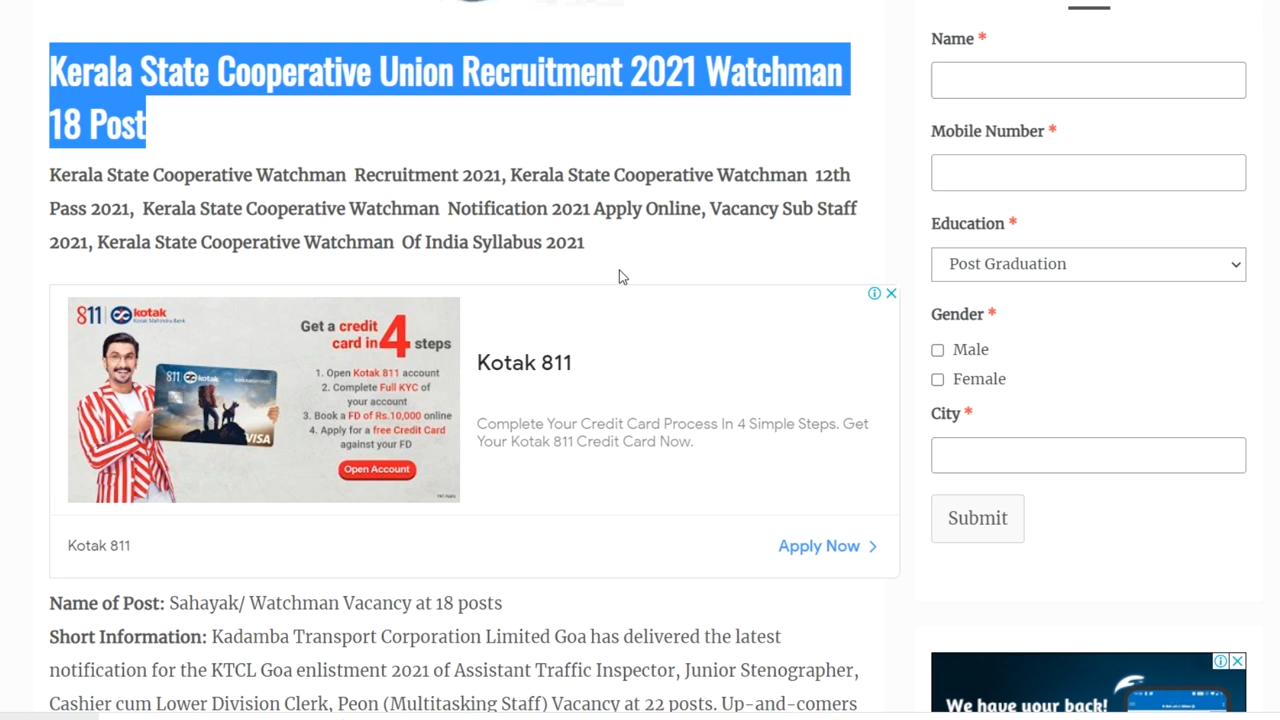 Kerala State Cooperative Union Recruitment 2021 Watchman
18 Post
Kerala State Cooperative Watchman Recruitment 2021, Kerala State Cooperative Watchman 12th
Pass 2021, Kerala State Cooperative Watchman Notification 2021 Apply Online, Vacancy Sub Staff
2021, Kerala State Cooperative Watchman Of India Syllabus 2021
811 kotak
Kotak Mahindra Bank
Get a credit
card in 4 steps
1. Open Kotak 811 account
2. Complete Full KYC of
your account
3. Book a FD of Rs.10,000 online
4. Apply for a free Credit Card
against your FD
Open Account
811 kotak
VISA
Kotak 811
Complete Your Credit Card Process In 4 Simple Steps. Get
Your Kotak 811 Credit Card Now.
Kotak 811
Apply Now
Name of Post: Sahayak/ Watchman Vacancy at 18 posts
Short Information: Kadamba Transport Corporation Limited Goa has delivered the latest
notification for the KTCL Goa enlistment 2021 of Assistant Traffic Inspector, Junior Stenographer,
Cashier cum Lower Division Clerk, Peon (Multitasking Staff) Vacancy at 22 posts. Up-and-comers
Name *
Mobile Number *
Education *
Post Graduation
Gender *
Male
Female
City *
Submit
We have your back!